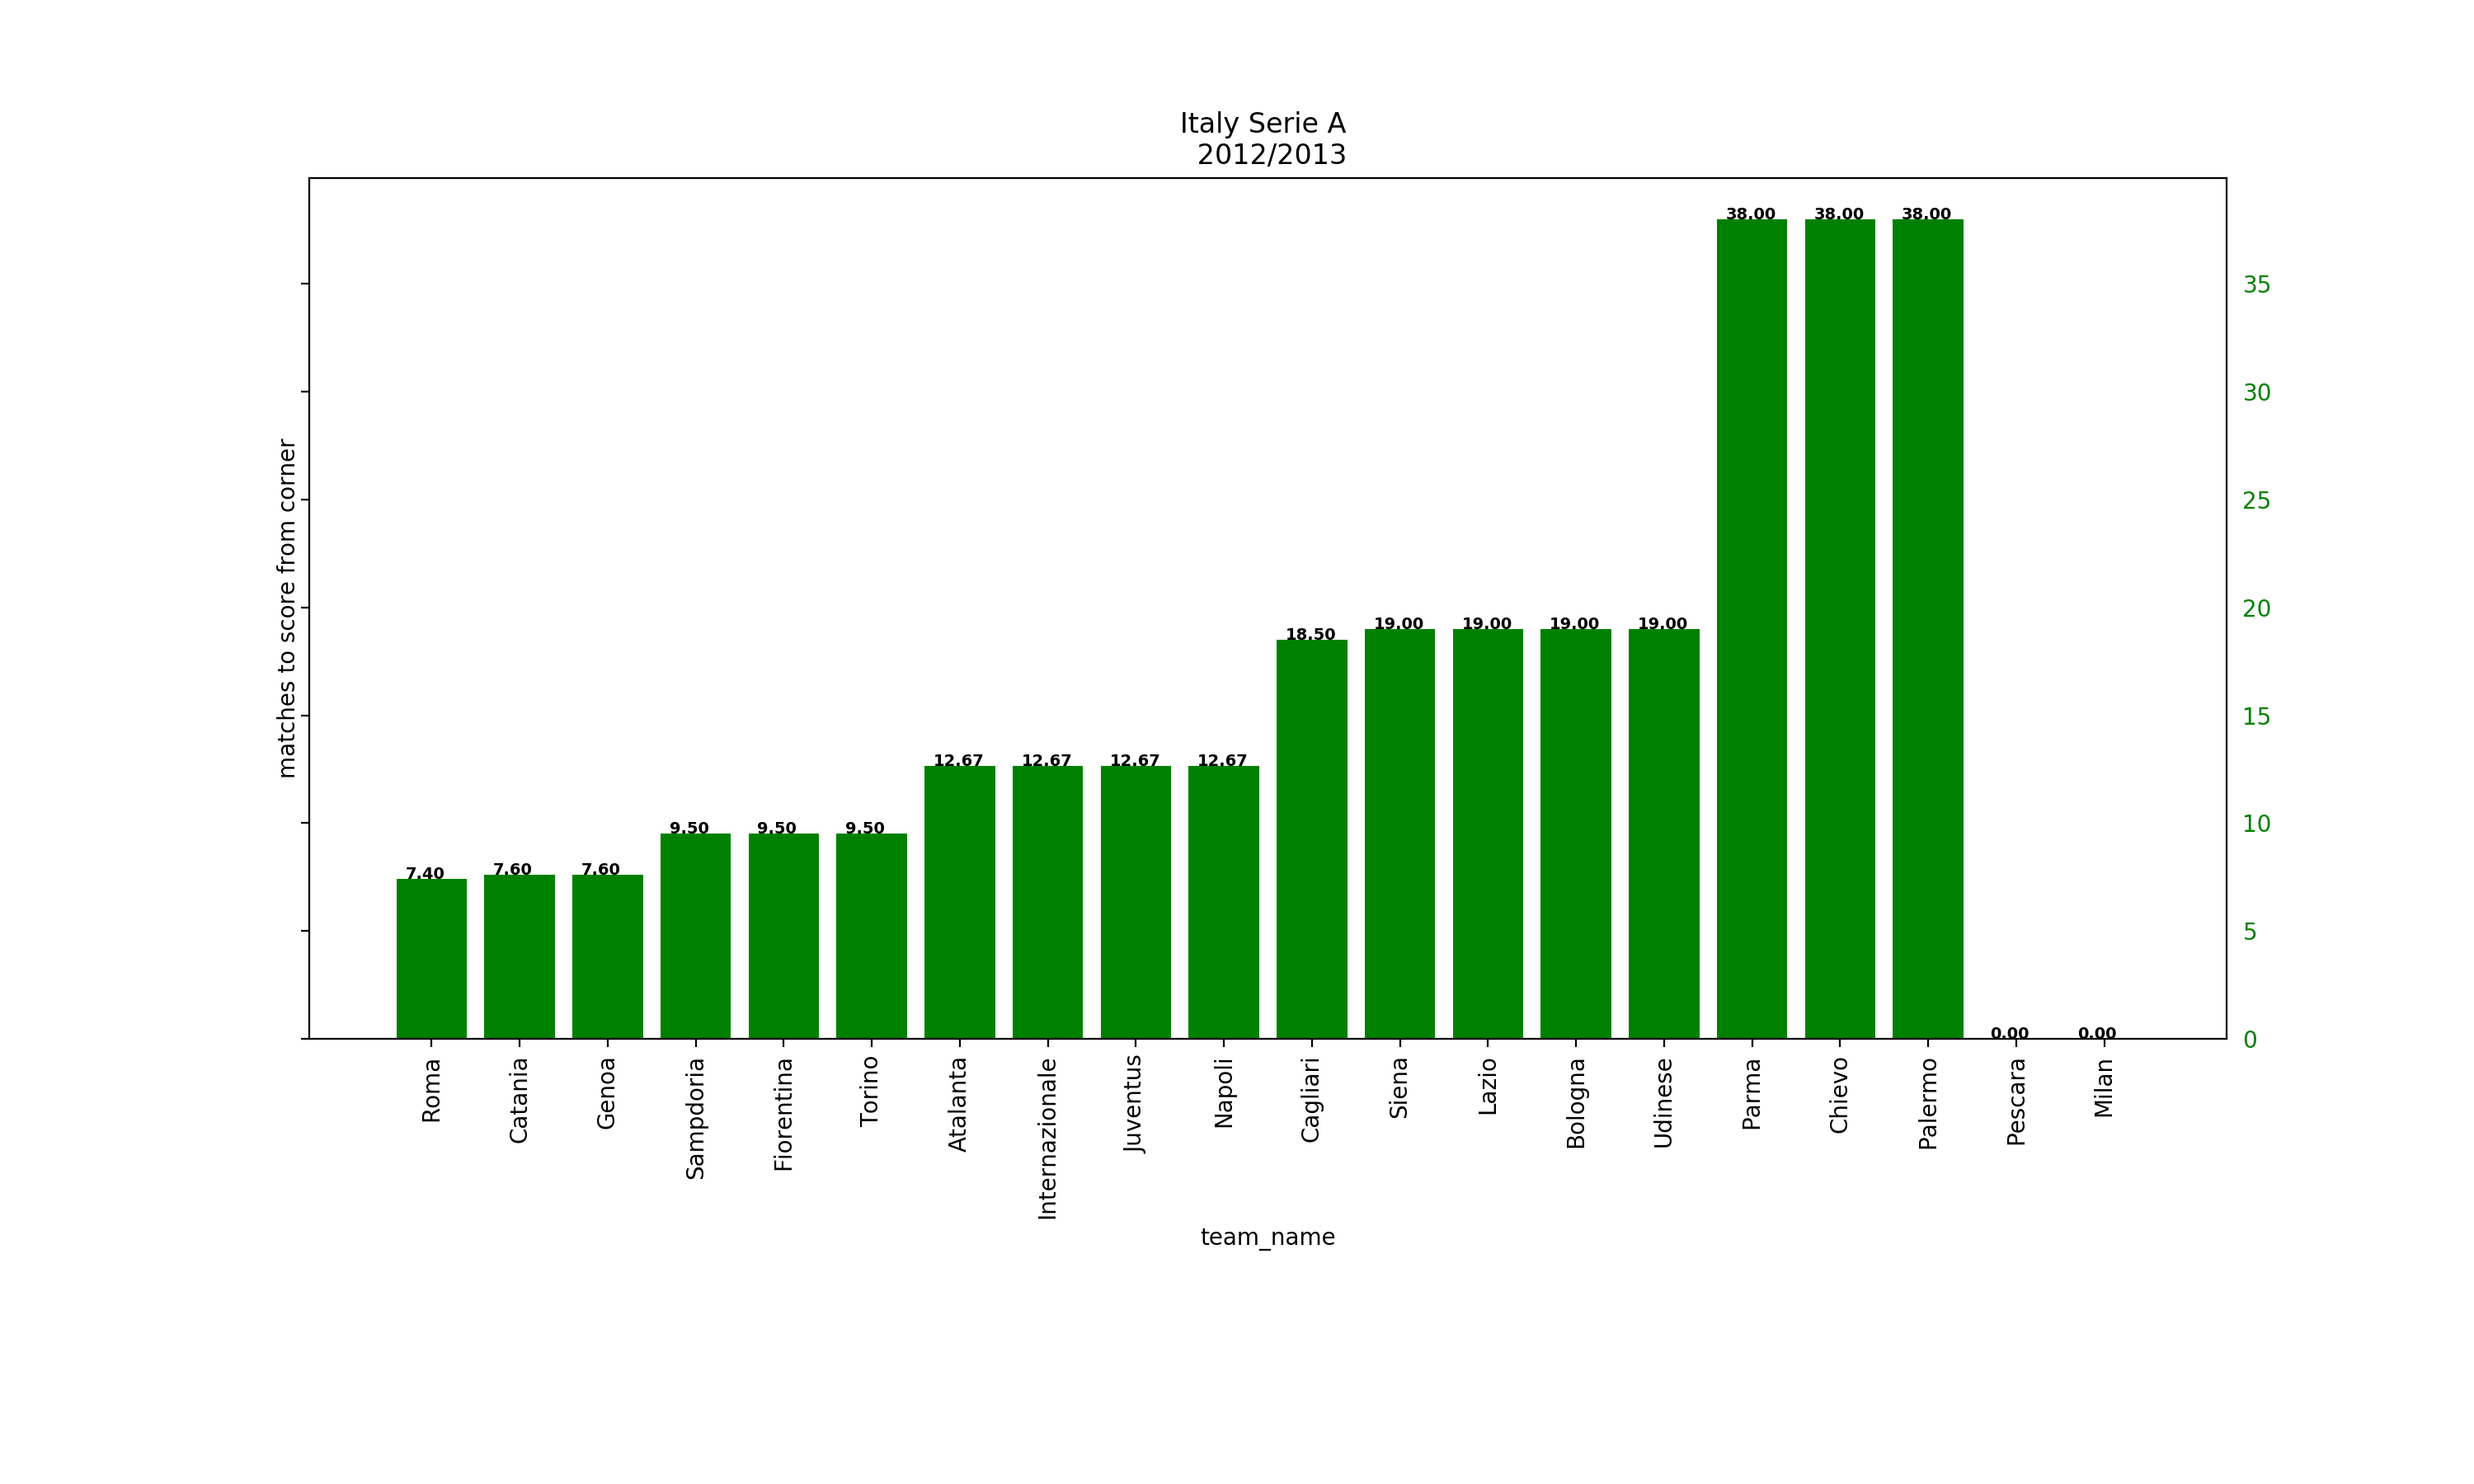 Italy Serie A
2012/2013
matches to score from corner
35
30
25
20
15
10
5
0
7.40
7.60
7.60
9.50
9.50
9.50
12.67
12.67
12.67
12.67
18.50
19.00
19.00
19.00
19.00
38.00
38.00
38.00
0.00
0.00
Roma
Catania
Genoa
Sampdoria
Fiorentina
Torino
Atalanta
Internazionale
Juventus
Napoli
Cagliari
Siena
Lazio
Bologna
Udinese
Parma
Chievo
Palermo
Pescara
Milan
team_name